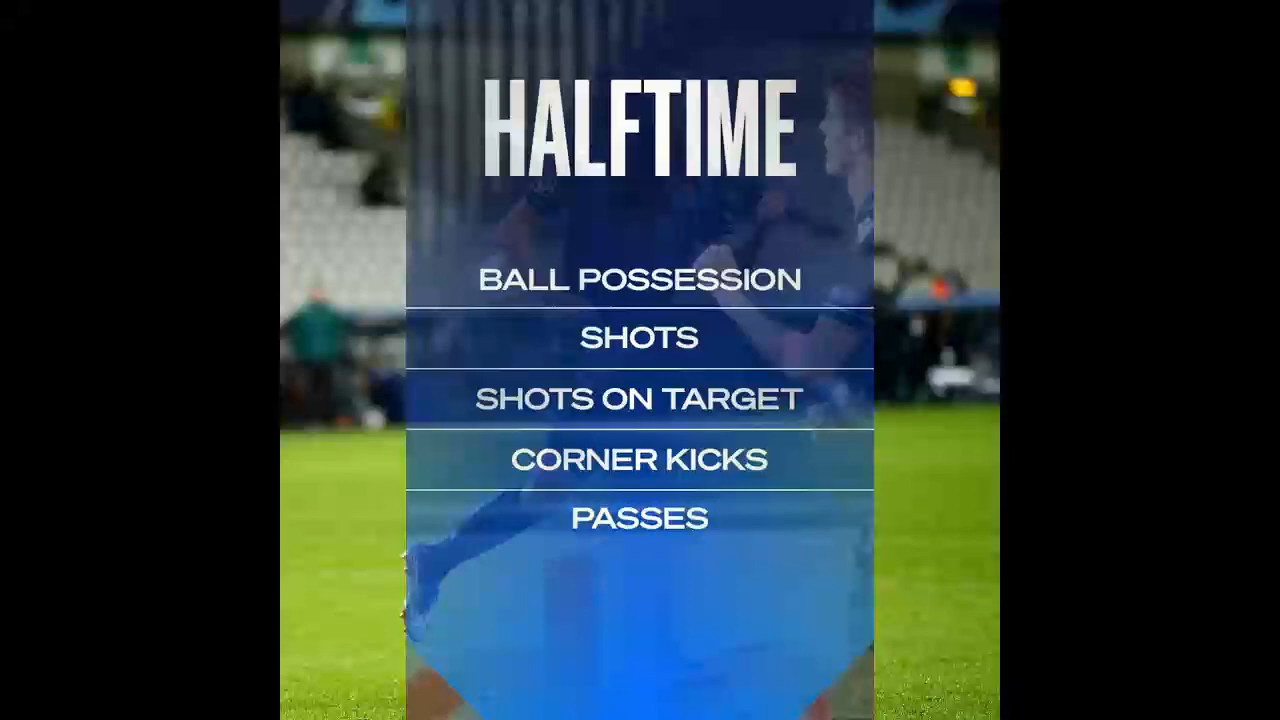 HALFTIME
BALL POSSESSION
SHOTS
SHOTS ON TARGET
CORNER KICKS
PASSES